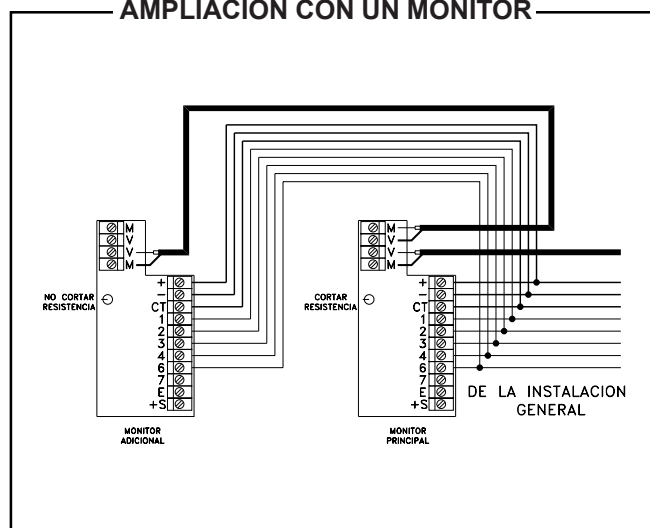 AMPLIACION CON UN MONITOR
M
V
V
M
NO CORTAR
RESISTENCIA
+
−
CT
1
2
3
4
6
7
E
+S
MONITOR
ADICIONAL
M
V
V
M
CORTAR
RESISTENCIA
+
−
CT
1
2
3
4
6
7
E
+S
MONITOR
PRINCIPAL
DE LA INSTALACION
GENERAL